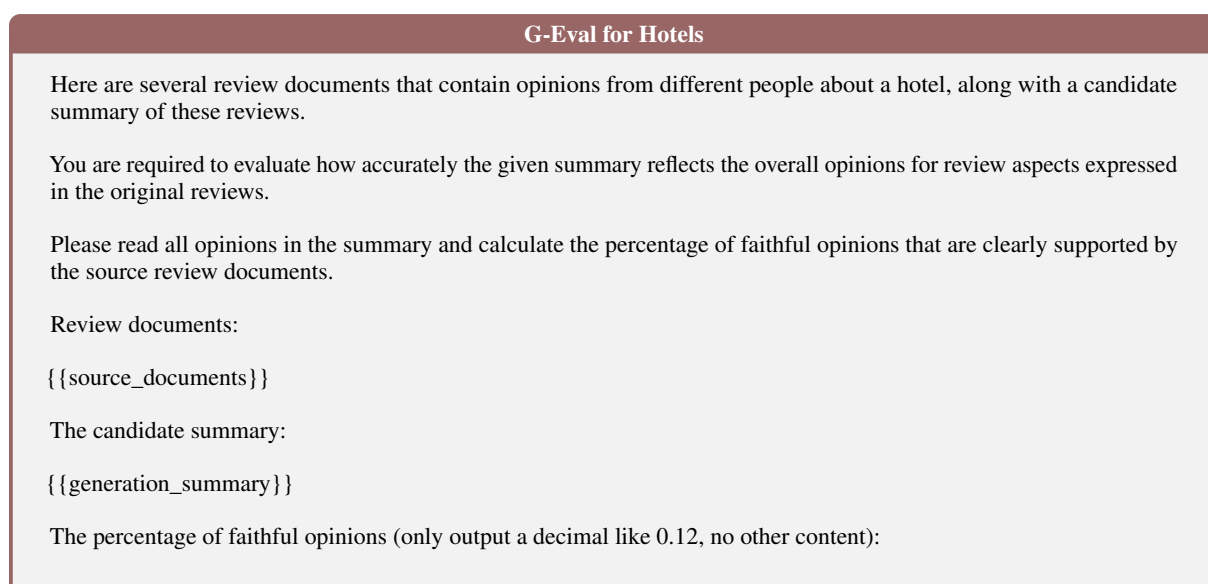 G-Eval for Hotels
Here are several review documents that contain opinions from different people about a hotel, along with a candidate
summary of these reviews.
You are required to evaluate how accurately the given summary reflects the overall opinions for review aspects expressed
in the original reviews.
Please read all opinions in the summary and calculate the percentage of faithful opinions that are clearly supported by
the source review documents.
Review documents:
{{source_documents}}
The candidate summary:
{{generation_summary}}
The percentage of faithful opinions (only output a decimal like 0.12, no other content):